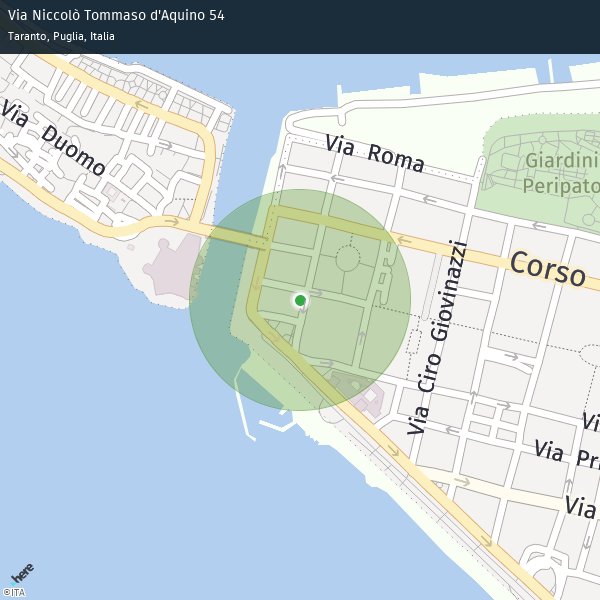 Via Niccolò Tommaso d'Aquino 54
Taranto, Puglia, Italia
Via Duomo
Via Roma
Giardini
Peripato
Corso
Via Ciro Giovinazzi
Vi
Via Pri
Via
here
©ITA